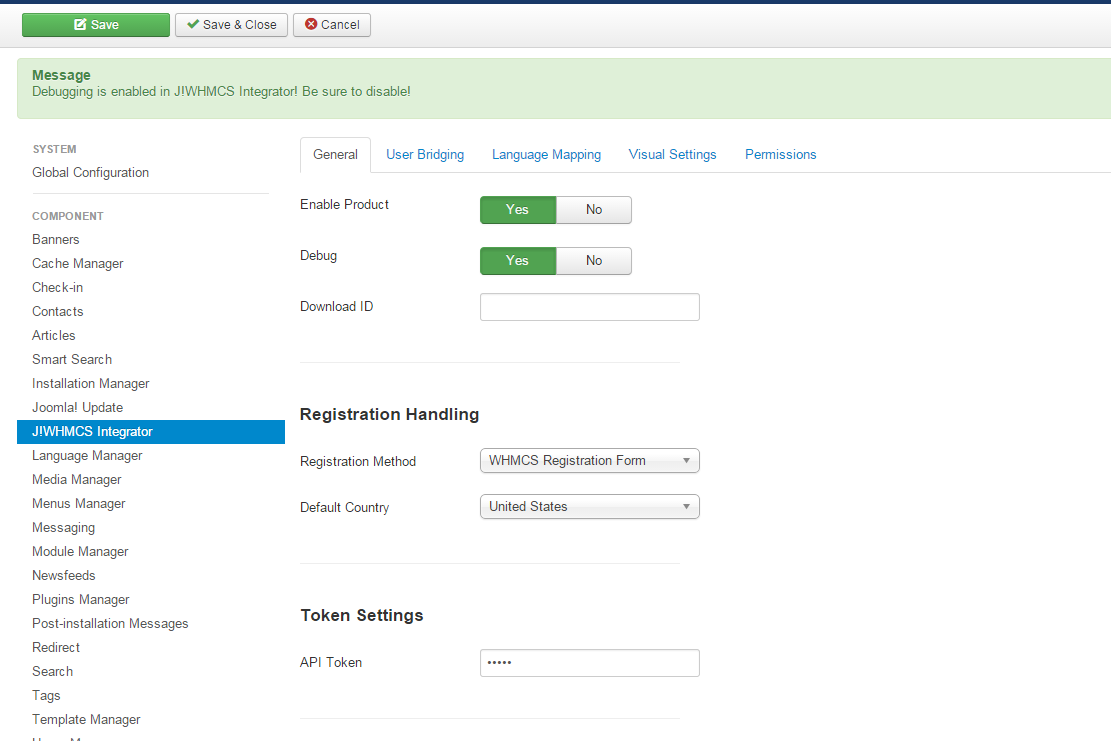 Save
Save & Close
Cancel
Message
Debugging is enabled in J!WHMCS Integrator! Be sure to disable!
SYSTEM
Global Configuration
COMPONENT
Banners
Cache Manager
Check-in
Contacts
Articles
Smart Search
Installation Manager
Joomla! Update
J!WHMCS Integrator
Language Manager
Media Manager
Menus Manager
Messaging
Module Manager
Newsfeeds
Plugins Manager
Post-installation Messages
Redirect
Search
Tags
Template Manager
General
User Bridging
Language Mapping
Visual Settings
Permissions
Enable Product
Yes
No
Debug
Yes
No
Download ID
Registration Handling
Registration Method
WHMCS Registration Form
Default Country
United States
Token Settings
API Token
•••••